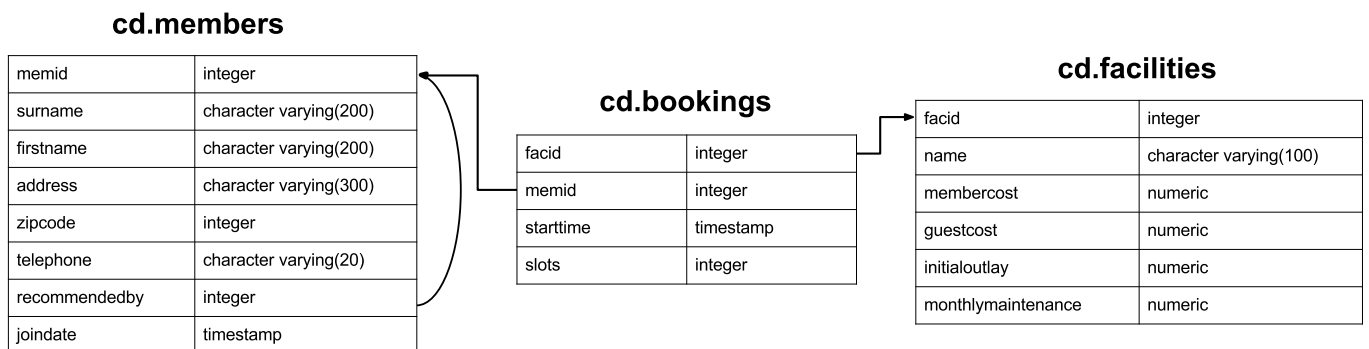 cd.members
memid integer
surname character varying(200)
firstname character varying(200)
address character varying(300)
zipcode integer
telephone character varying(20)
recommendedby integer
joindate timestamp
cd.bookings
facid integer
memid integer
starttime timestamp
slots integer
cd.facilities
facid integer
name character varying(100)
membercost numeric
guestcost numeric
initialoutlay numeric
monthlymaintenance numeric